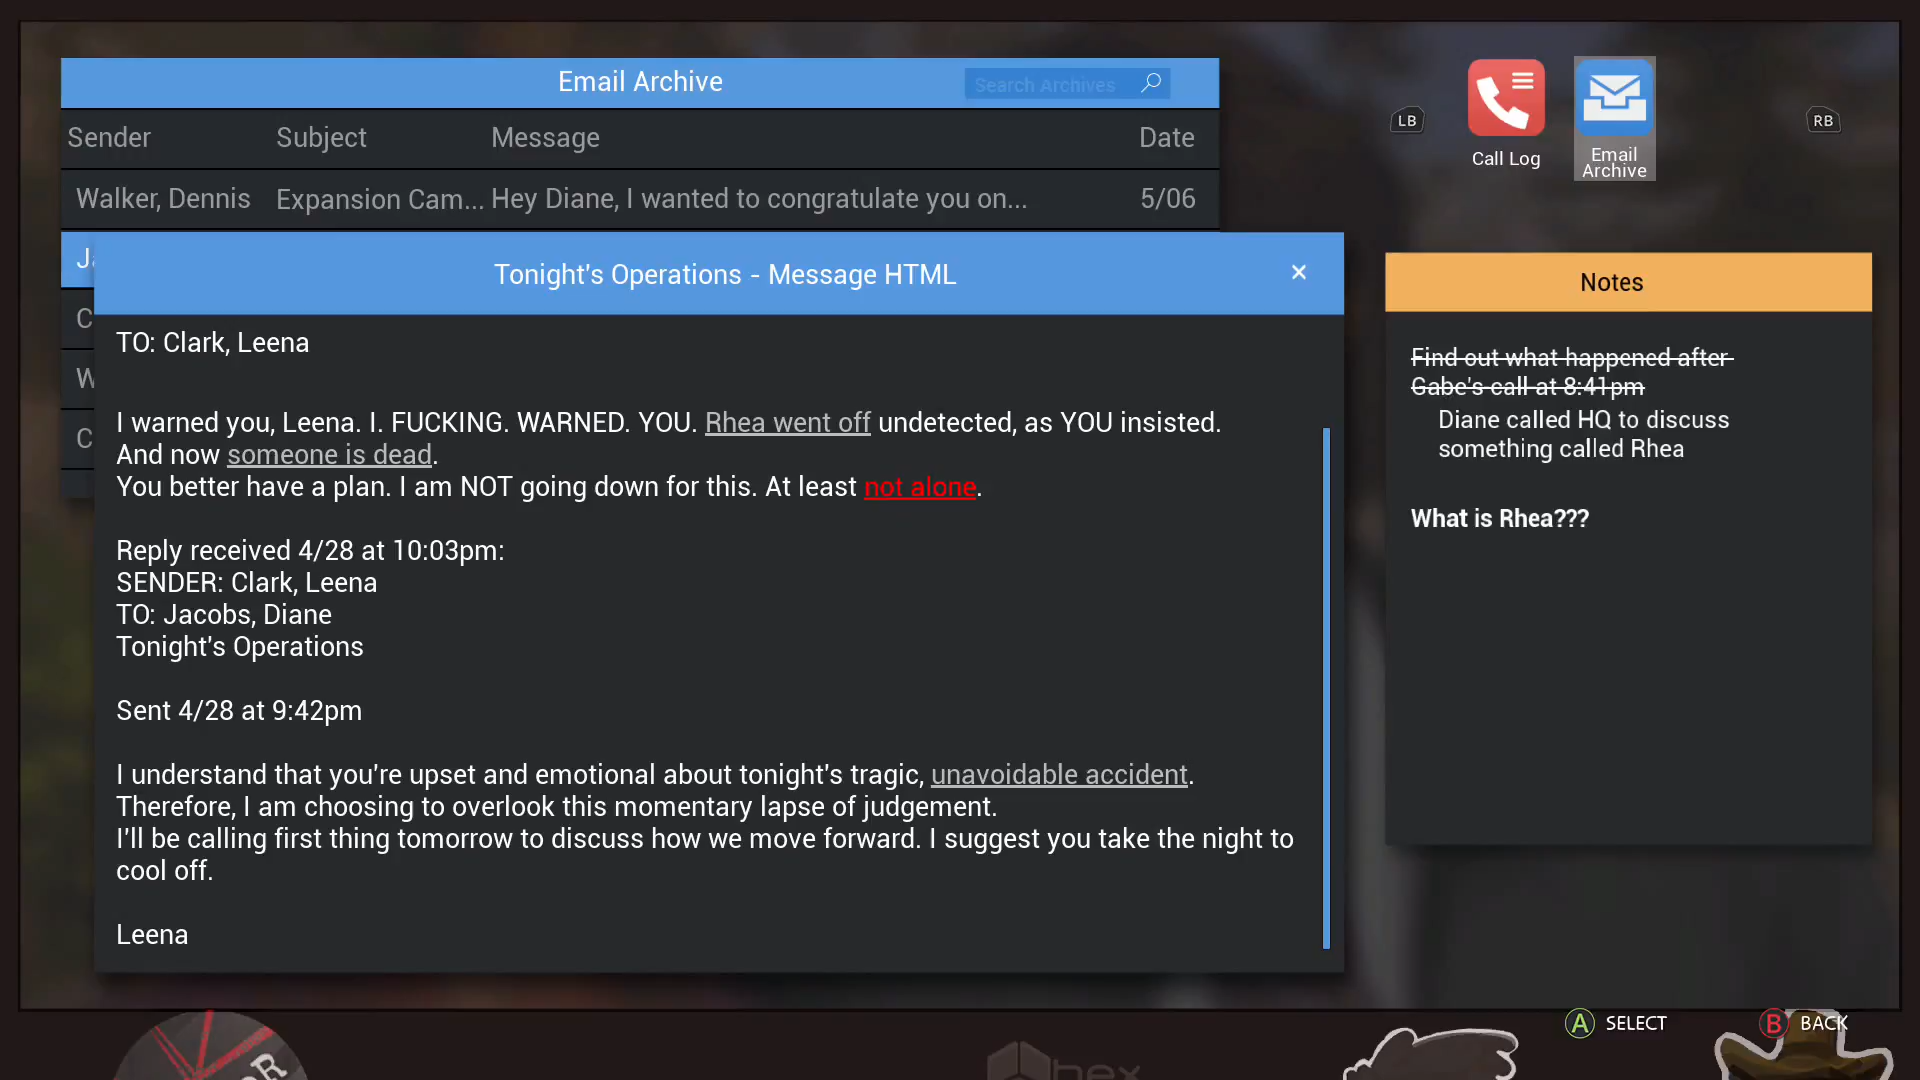 Email Archive
Search Archives
Sender Subject Message Date
Walker, Dennis Expansion Cam... Hey Diane, I wanted to congratulate you on... 5/06
Ja
C
W
C
Tonight's Operations - Message HTML
TO: Clark, Leena
I warned you, Leena. I. FUCKING. WARNED. YOU. Rhea went off undetected, as YOU insisted.
And now someone is dead.
You better have a plan. I am NOT going down for this. At least not alone.
Reply received 4/28 at 10:03pm:
SENDER: Clark, Leena
TO: Jacobs, Diane
Tonight's Operations
Sent 4/28 at 9:42pm
I understand that you're upset and emotional about tonight's tragic, unavoidable accident.
Therefore, I am choosing to overlook this momentary lapse of judgement.
I'll be calling first thing tomorrow to discuss how we move forward. I suggest you take the night to
cool off.
Leena
LB
Call Log
Email
Archive
RB
Notes
Find out what happened after
Gabe's call at 8:41pm
Diane called HQ to discuss
something called Rhea
What is Rhea???
A SELECT
B BACK
hex